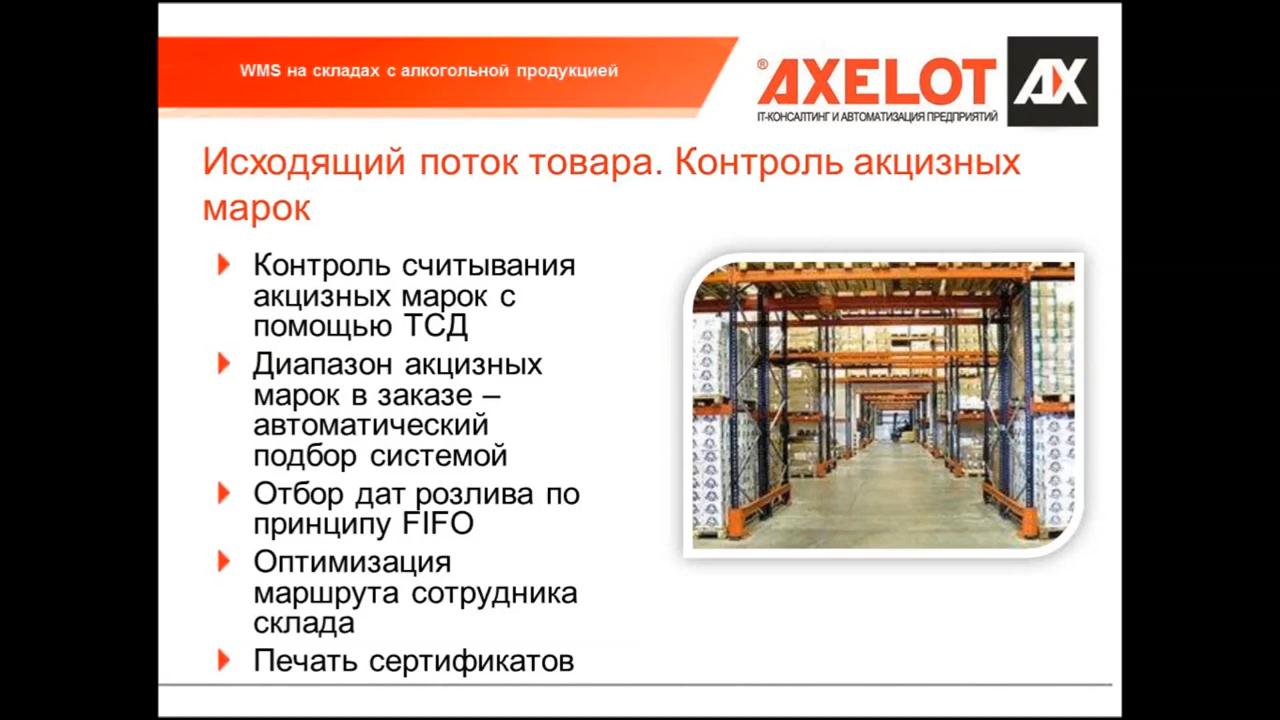 WMS на складах с алкогольной продукцией
® AXELOT AX
IT-КОНСАЛТИНГ И АВТОМАТИЗАЦИЯ ПРЕДПРИЯТИЙ
Исходящий поток товара. Контроль акцизных
марок
Контроль считывания
акцизных марок с
помощью ТСД
Диапазон акцизных
марок в заказе –
автоматический
подбор системой
Отбор дат розлива по
принципу FIFO
Оптимизация
маршрута сотрудника
склада
Печать сертификатов